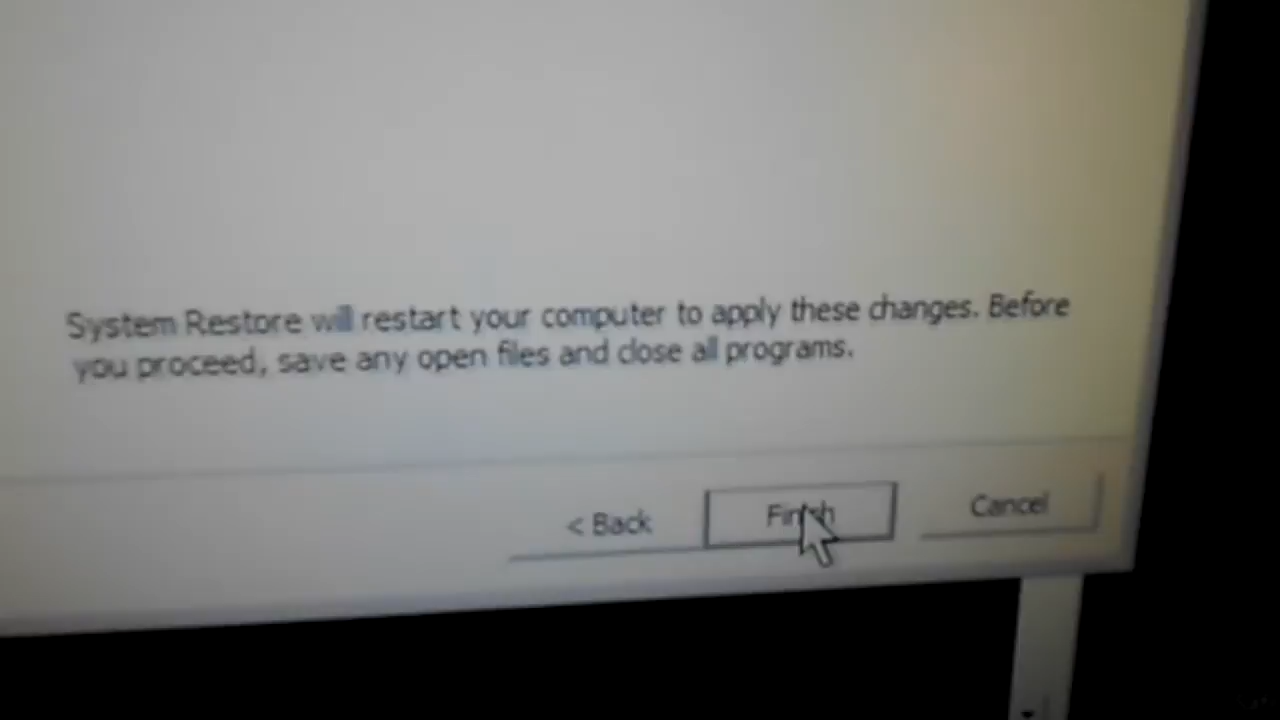 System Restore will restart your computer to apply these changes. Before
you proceed, save any open files and close all programs.
< Back Finish Cancel